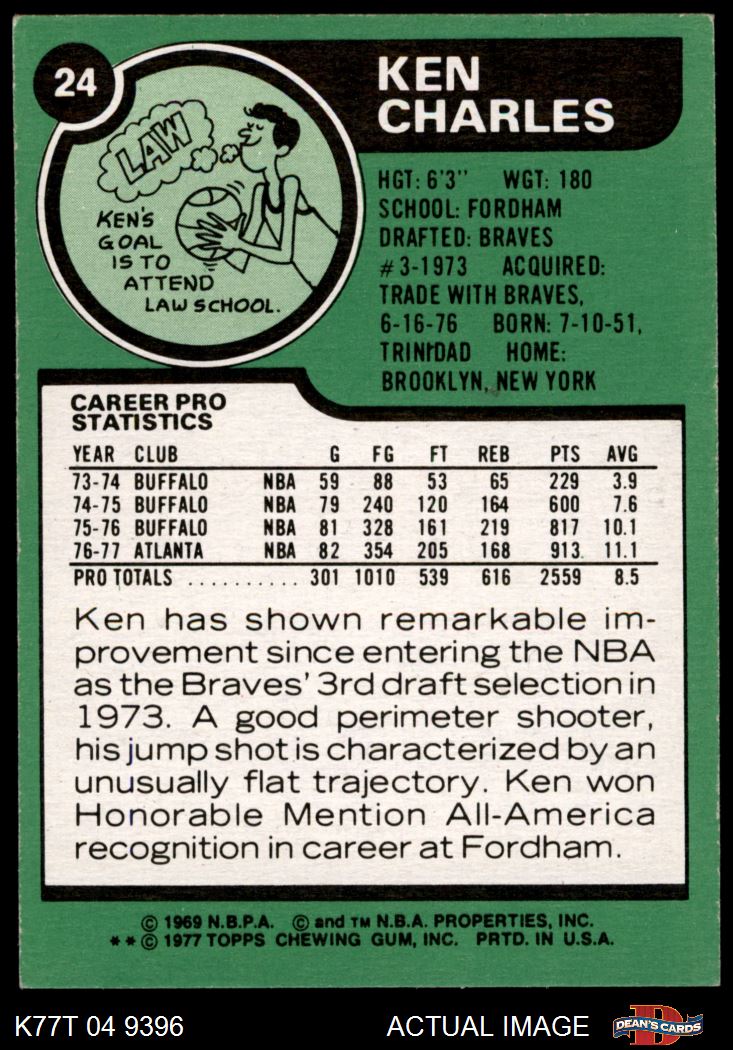 24
KEN
CHARLES
LAW
KEN'S
GOAL
IS TO
ATTEND
LAW SCHOOL.
HGT: 6'3" WGT: 180
SCHOOL: FORDHAM
DRAFTED: BRAVES
#3-1973 ACQUIRED:
TRADE WITH BRAVES,
6-16-76 BORN: 7-10-51,
TRINIDAD HOME:
BROOKLYN, NEW YORK
CAREER PRO
STATISTICS
YEAR CLUB G FG FT REB PTS AVG
73-74 BUFFALO NBA 59 88 53 65 229 3.9
74-75 BUFFALO NBA 79 240 120 164 600 7.6
75-76 BUFFALO NBA 81 328 161 219 817 10.1
76-77 ATLANTA NBA 82 354 205 168 913 11.1
PRO TOTALS .......... 301 1010 539 616 2559 8.5
Ken has shown remarkable im-
provement since entering the NBA
as the Braves' 3rd draft selection in
1973. A good perimeter shooter,
his jump shot is characterized by an
unusually flat trajectory. Ken won
Honorable Mention All-America
recognition in career at Fordham.
© 1969 N.B.P.A. © and TM N.B.A. PROPERTIES, INC.
**© 1977 TOPPS CHEWING GUM, INC. PRTD. IN U.S.A.
K77T 04 9396 ACTUAL IMAGE D DEAN'S CARDS